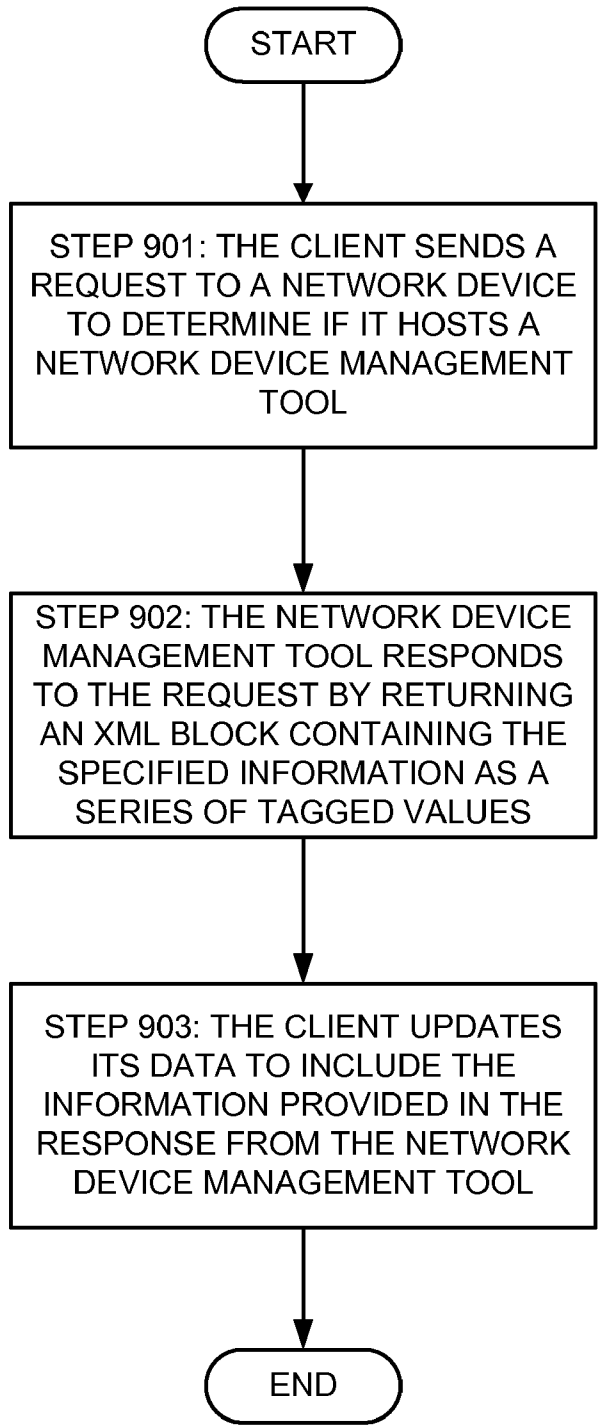 START
STEP 901: THE CLIENT SENDS A
REQUEST TO A NETWORK DEVICE
TO DETERMINE IF IT HOSTS A
NETWORK DEVICE MANAGEMENT
TOOL
STEP 902: THE NETWORK DEVICE
MANAGEMENT TOOL RESPONDS
TO THE REQUEST BY RETURNING
AN XML BLOCK CONTAINING THE
SPECIFIED INFORMATION AS A
SERIES OF TAGGED VALUES
STEP 903: THE CLIENT UPDATES
ITS DATA TO INCLUDE THE
INFORMATION PROVIDED IN THE
RESPONSE FROM THE NETWORK
DEVICE MANAGEMENT TOOL
END